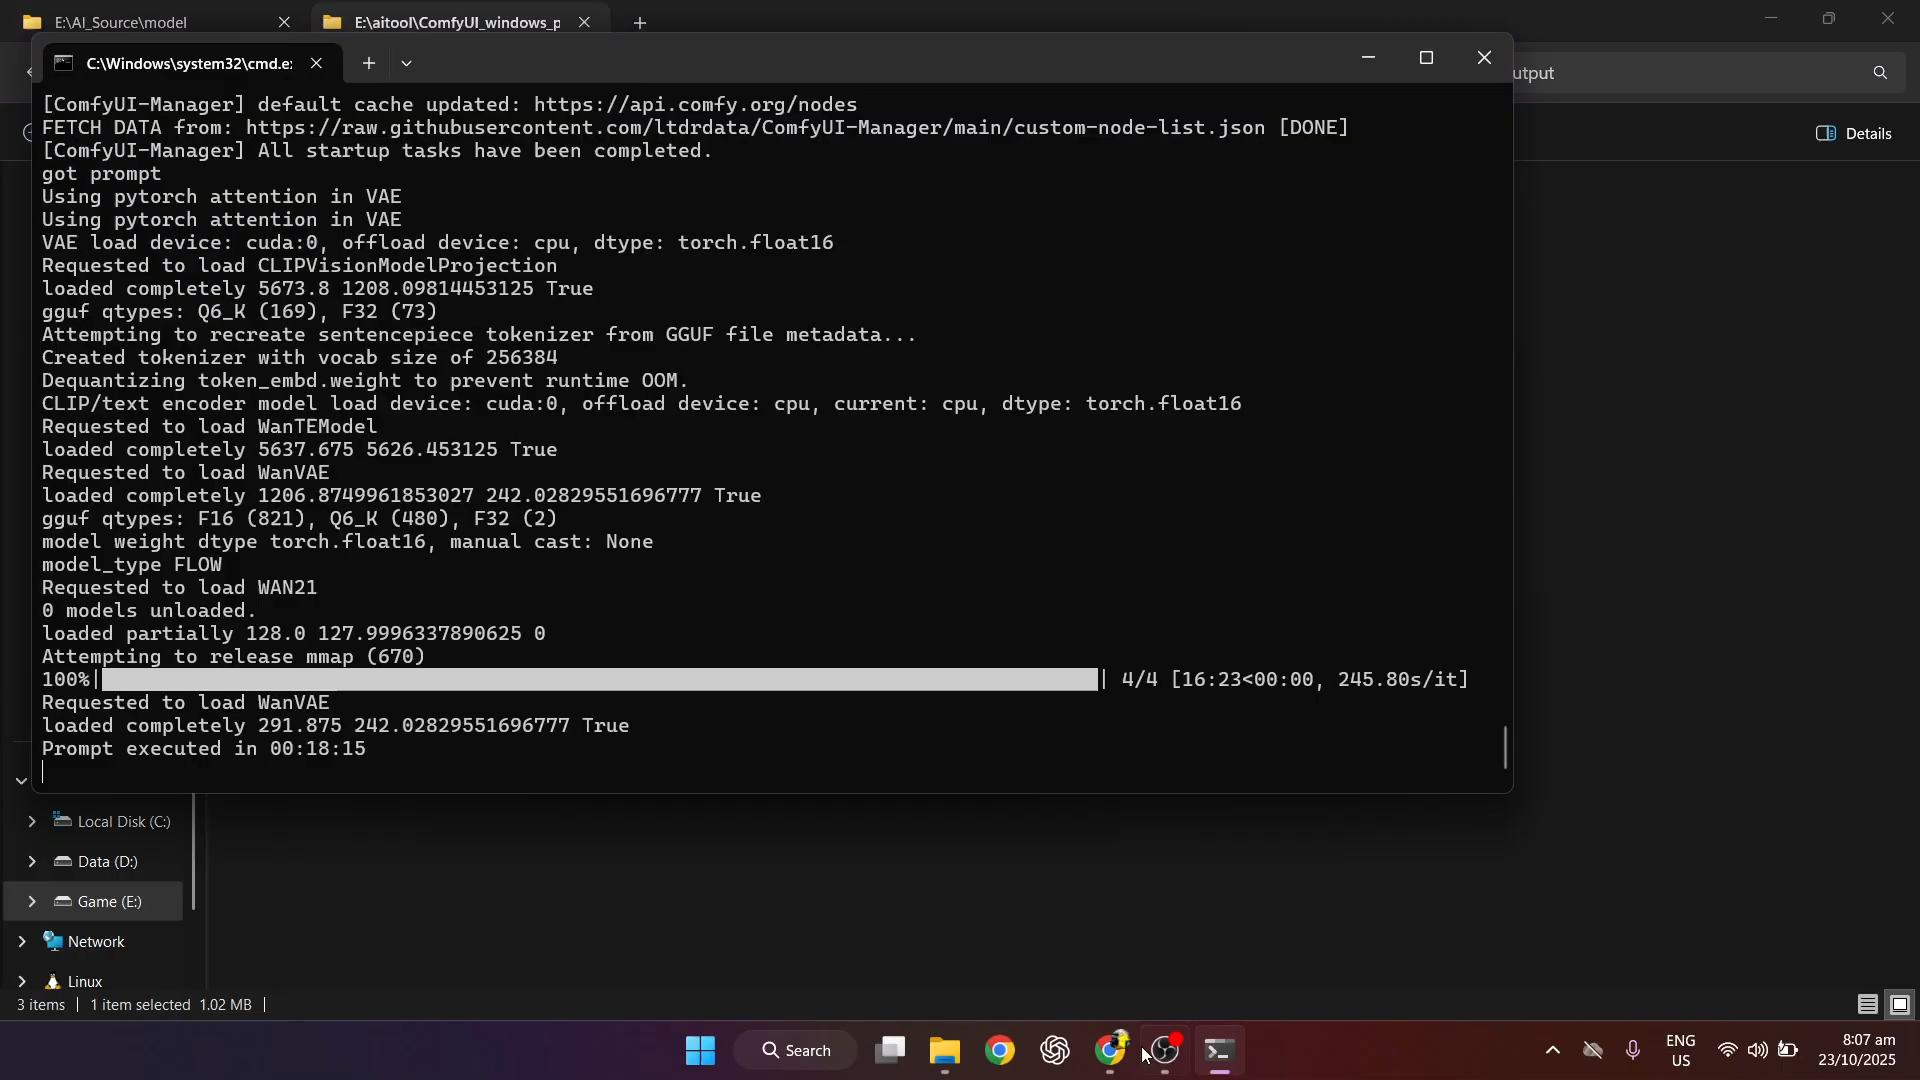 E:\AI_Source\model
E:\aitool\ComfyUI_windows_p
C:\Windows\system32\cmd.e
utput
Details
[ComfyUI-Manager] default cache updated: https://api.comfy.org/nodes
FETCH DATA from: https://raw.githubusercontent.com/ltdrdata/ComfyUI-Manager/main/custom-node-list.json [DONE]
[ComfyUI-Manager] All startup tasks have been completed.
got prompt
Using pytorch attention in VAE
Using pytorch attention in VAE
VAE load device: cuda:0, offload device: cpu, dtype: torch.float16
Requested to load CLIPVisionModelProjection
loaded completely 5673.8 1208.09814453125 True
gguf qtypes: Q6_K (169), F32 (73)
Attempting to recreate sentencepiece tokenizer from GGUF file metadata...
Created tokenizer with vocab size of 256384
Dequantizing token_embd.weight to prevent runtime OOM.
CLIP/text encoder model load device: cuda:0, offload device: cpu, current: cpu, dtype: torch.float16
Requested to load WanTEModel
loaded completely 5637.675 5626.453125 True
Requested to load WanVAE
loaded completely 1206.8749961853027 242.02829551696777 True
gguf qtypes: F16 (821), Q6_K (480), F32 (2)
model weight dtype torch.float16, manual cast: None
model_type FLOW
Requested to load WAN21
0 models unloaded.
loaded partially 128.0 127.9996337890625 0
Attempting to release mmap (670)
100%| | 4/4 [16:23<00:00, 245.80s/it]
Requested to load WanVAE
loaded completely 291.875 242.02829551696777 True
Prompt executed in 00:18:15
Local Disk (C:)
Data (D:)
Game (E:)
Network
Linux
3 items | 1 item selected 1.02 MB |
Search
ENG
US
8:07 am
23/10/2025